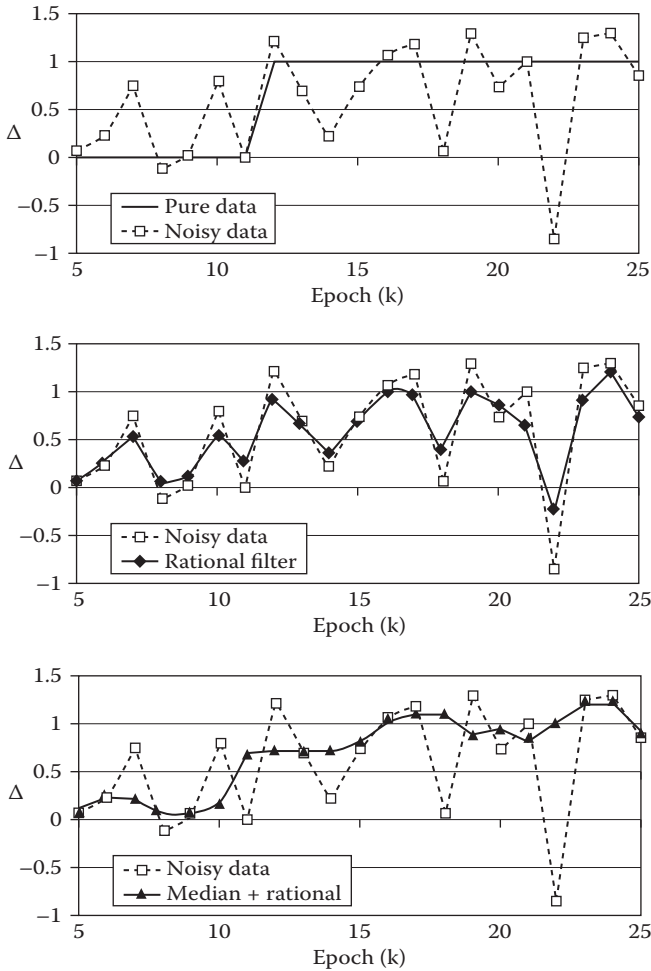 1.5
1
0.5
Δ
0
−0.5
Pure data
Noisy data
−1
5 10 15 20 25
Epoch (k)
1.5
1
0.5
Δ
0
−0.5
Noisy data
Rational filter
−1
5 10 15 20 25
Epoch (k)
1.5
1
0.5
Δ
0
−0.5
Noisy data
Median + rational
−1
5 10 15 20 25
Epoch (k)